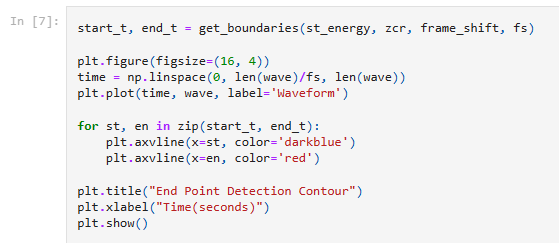 In [7]:
start_t, end_t = get_boundaries(st_energy, zcr, frame_shift, fs)
plt.figure(figsize=(16, 4))
time = np.linspace(0, len(wave)/fs, len(wave))
plt.plot(time, wave, label='Waveform')
for st, en in zip(start_t, end_t):
    plt.axvline(x=st, color='darkblue')
    plt.axvline(x=en, color='red')
plt.title("End Point Detection Contour")
plt.xlabel("Time(seconds)")
plt.show()